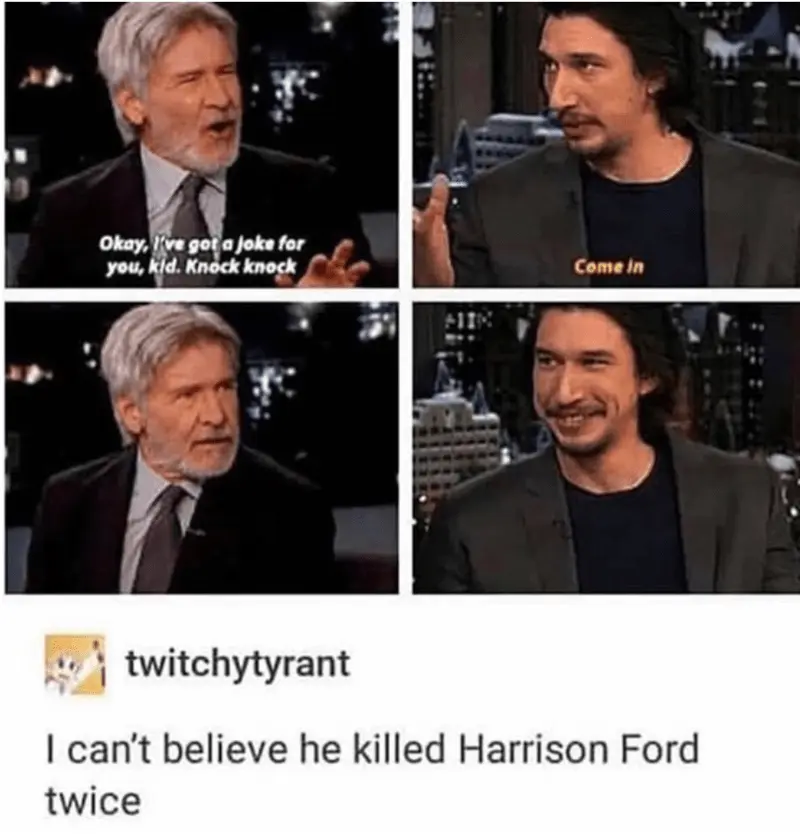 Okay, I've got a joke for
you, kid. Knock knock
Come in
twitchytyrant
I can't believe he killed Harrison Ford
twice